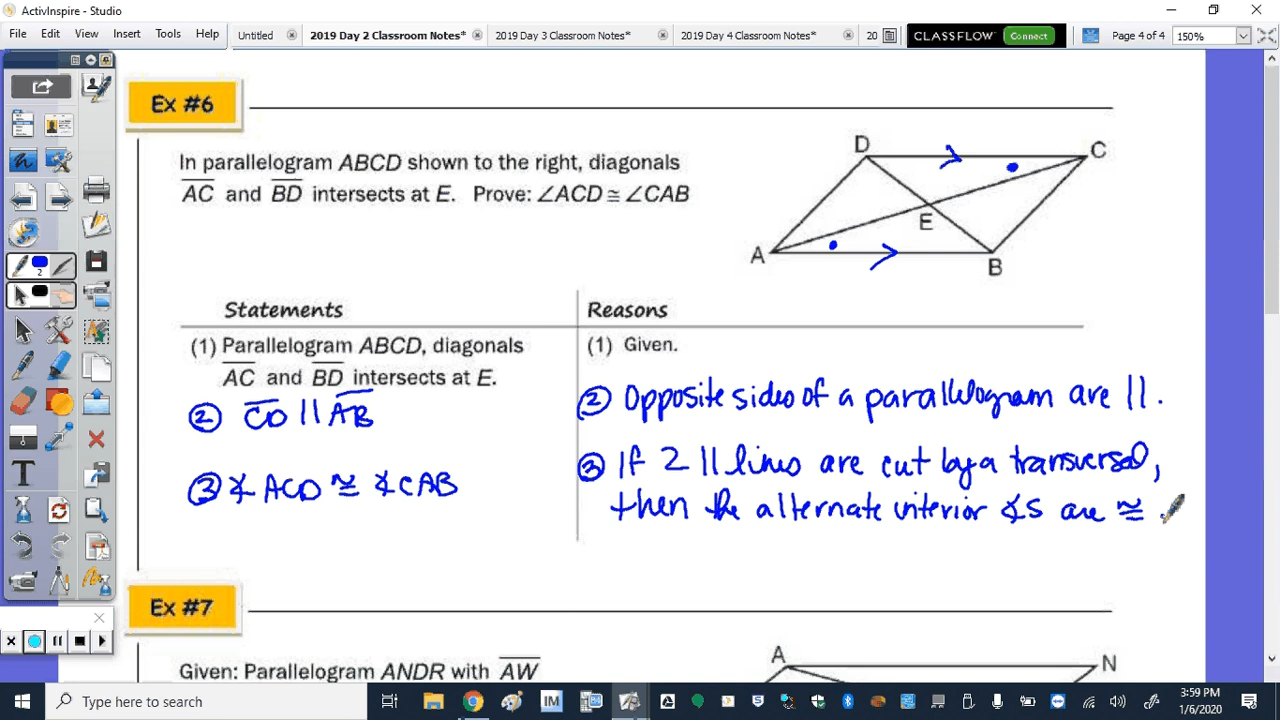 ActivInspire - Studio
File Edit View Insert Tools Help Untitled 2019 Day 2 Classroom Notes* 2019 Day 3 Classroom Notes* 2019 Day 4 Classroom Notes* 20 CLASSFLOW Connect Page 4 of 4 150%
Ex #6
In parallelogram ABCD shown to the right, diagonals
AC and BD intersects at E. Prove: ∠ACD ≅ ∠CAB
D C
E
A B
Statements Reasons
(1) Parallelogram ABCD, diagonals (1) Given.
AC and BD intersects at E.
② CD || AB ② Opposite sides of a parallelogram are ||.
③ ∡ ACD ≅ ∡CAB ③ If 2 || lines are cut by a transversal,
then the alternate interior ∡s are ≅
Ex #7
Given: Parallelogram ANDR with AW
A N
2
T
Type here to search
IM
3:59 PM
1/6/2020